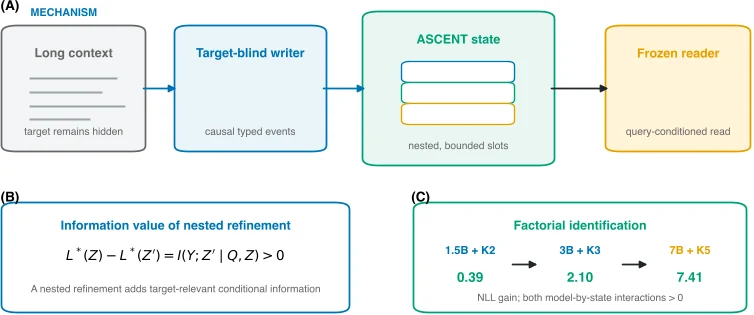 (A)
MECHANISM
Long context
target remains hidden
Target-blind writer
causal typed events
ASCENT state
nested, bounded slots
Frozen reader
query-conditioned read
(B)
Information value of nested refinement
L*(Z) − L*(Z′) = I(Y; Z′ | Q, Z) > 0
A nested refinement adds target-relevant conditional information
(C)
Factorial identification
1.5B + K2 3B + K3 7B + K5
0.39 2.10 7.41
NLL gain; both model-by-state interactions > 0